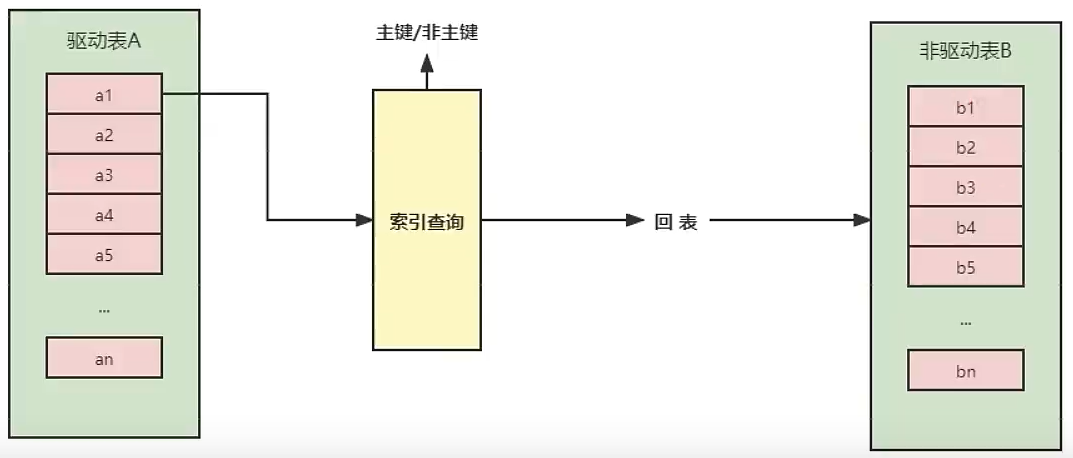 驱动表A
a1
a2
a3
a4
a5
...
an
主键/非主键
索引查询
回 表
非驱动表B
b1
b2
b3
b4
b5
...
bn